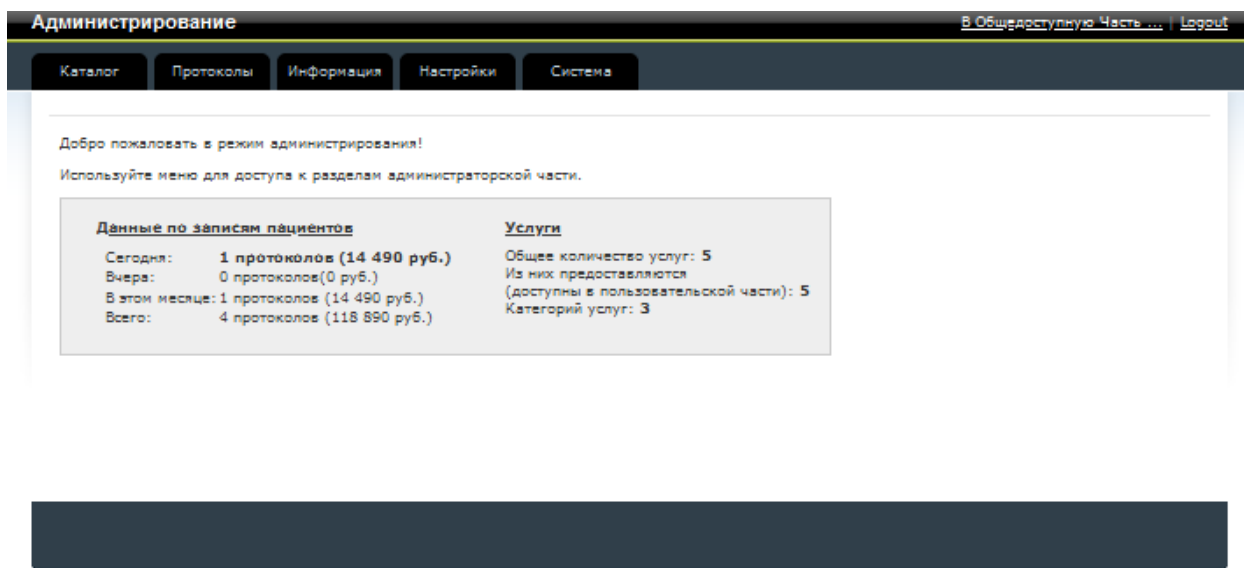 Администрирование
В Общедоступную Часть ... | Logout
Каталог Протоколы Информация Настройки Система
Добро пожаловать в режим администрирования!
Используйте меню для доступа к разделам администраторской части.
Данные по записям пациентов
Сегодня: 1 протоколов (14 490 руб.)
Вчера: 0 протоколов(0 руб.)
В этом месяце: 1 протоколов (14 490 руб.)
Всего: 4 протоколов (118 890 руб.)
Услуги
Общее количество услуг: 5
Из них предоставляются
(доступны в пользовательской части): 5
Категорий услуг: 3